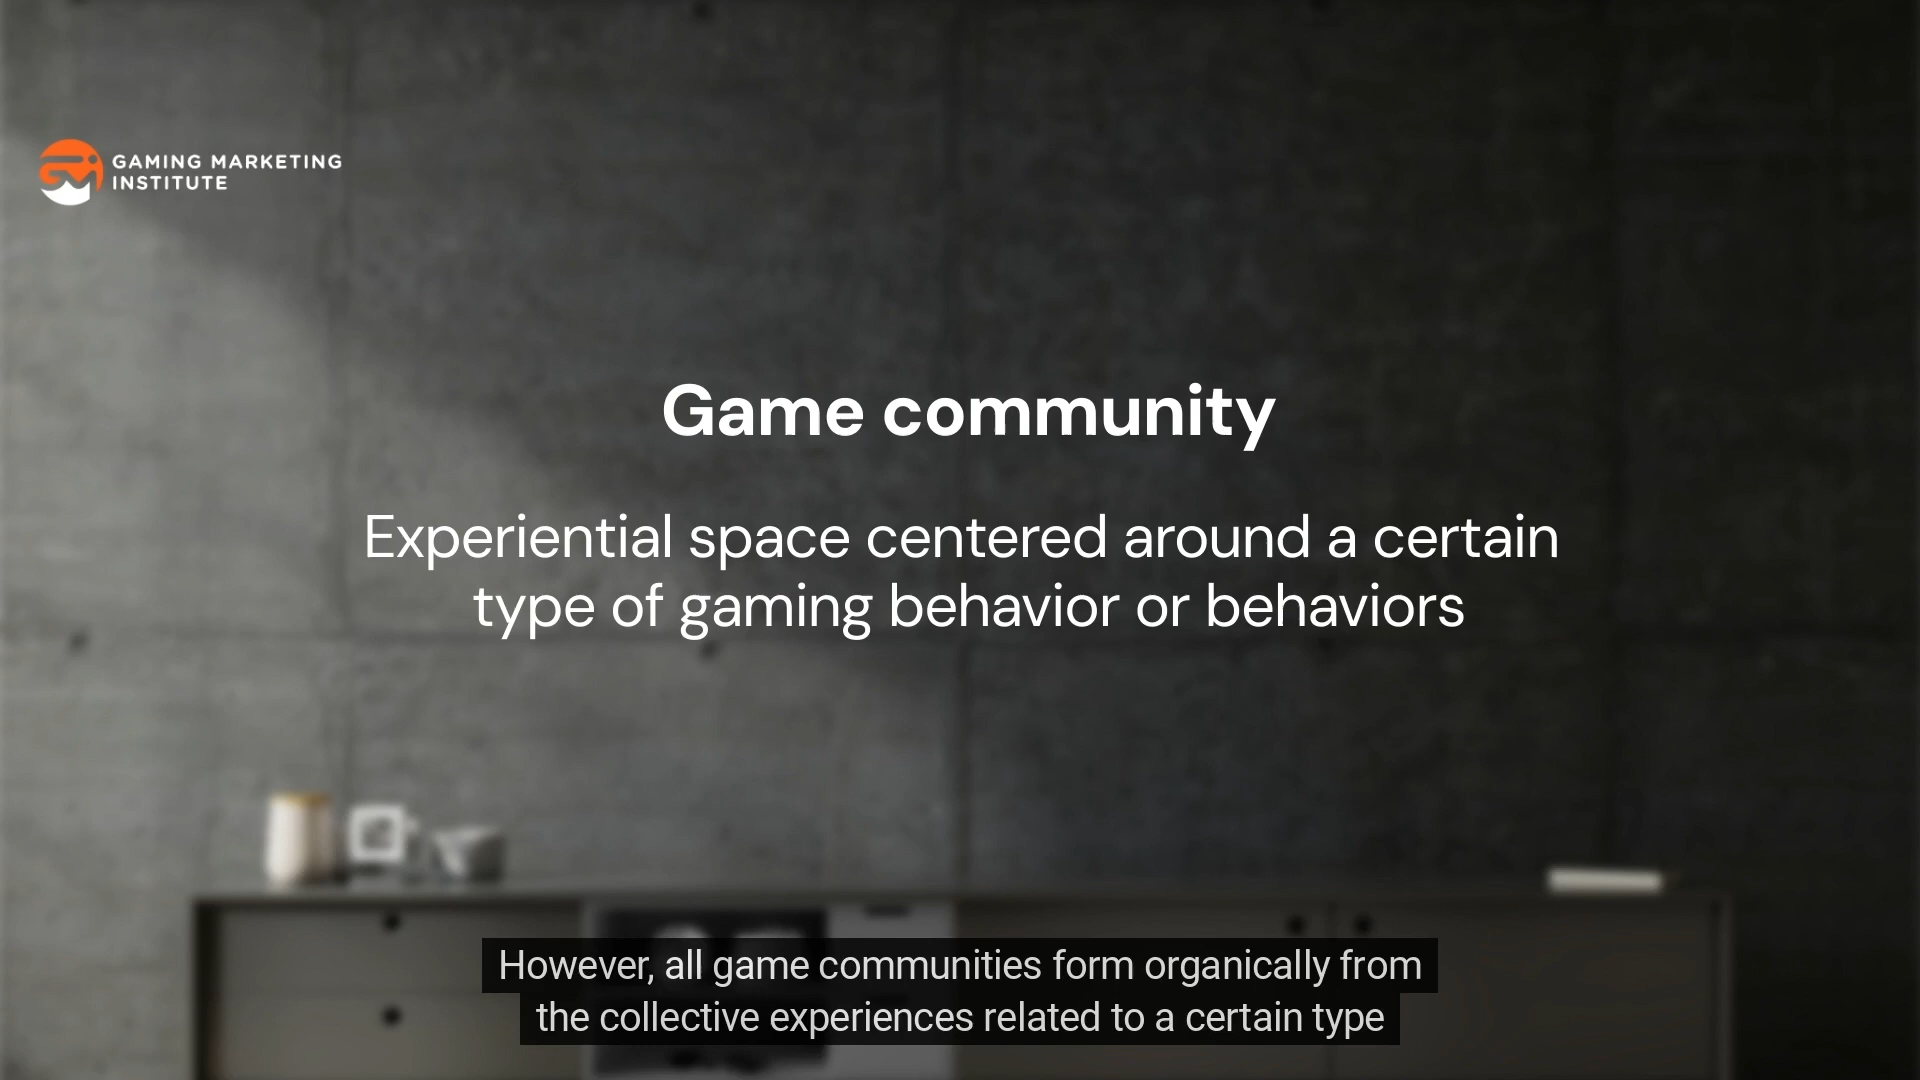 GAMING MARKETING
INSTITUTE
Game community
Experiential space centered around a certain
type of gaming behavior or behaviors
However, all game communities form organically from
the collective experiences related to a certain type